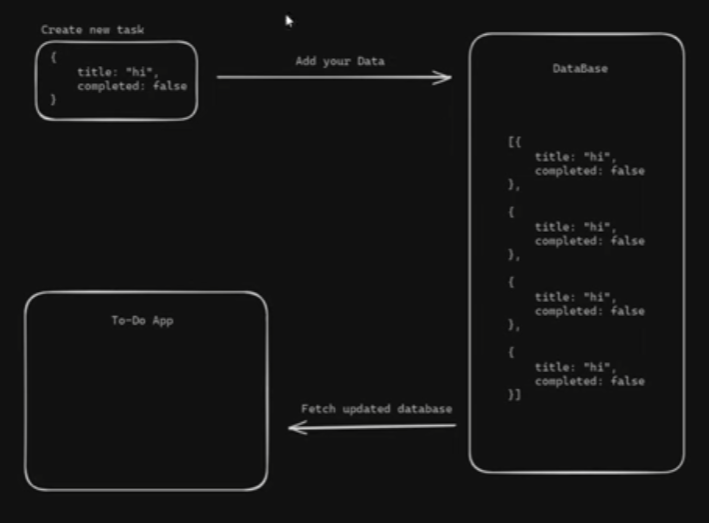 Create new task
{
title: "hi",
completed: false
}
Add your Data
DataBase
[{
title: "hi",
completed: false
},
{
title: "hi",
completed: false
},
{
title: "hi",
completed: false
},
{
title: "hi",
completed: false
}]
To-Do App
Fetch updated database